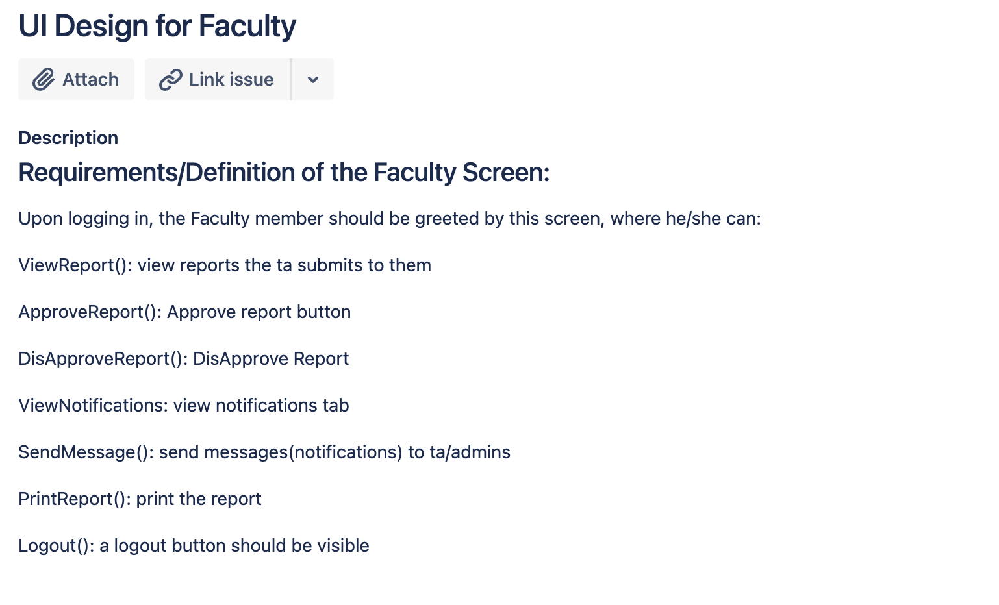 UI Design for Faculty
Attach
Link issue
Description
Requirements/Definition of the Faculty Screen:
Upon logging in, the Faculty member should be greeted by this screen, where he/she can:
ViewReport(): view reports the ta submits to them
ApproveReport(): Approve report button
DisApproveReport(): DisApprove Report
ViewNotifications: view notifications tab
SendMessage(): send messages(notifications) to ta/admins
PrintReport(): print the report
Logout(): a logout button should be visible